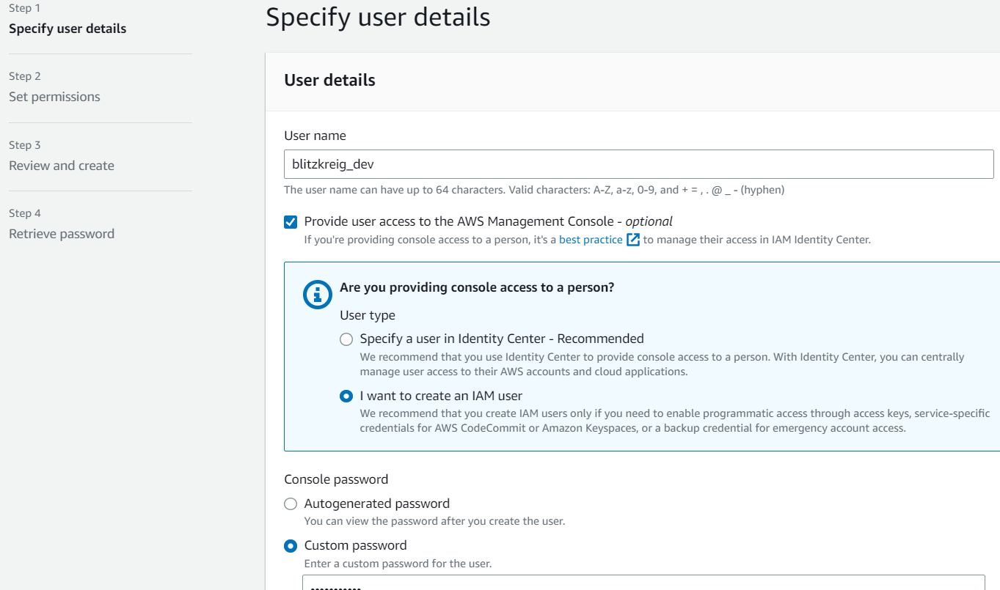 Step 1
Specify user details
Step 2
Set permissions
Step 3
Review and create
Step 4
Retrieve password
Specify user details
User details
User name
blitzkreig_dev
The user name can have up to 64 characters. Valid characters: A-Z, a-z, 0-9, and + = , . @ _ - (hyphen)
Provide user access to the AWS Management Console - optional
If you're providing console access to a person, it's a best practice to manage their access in IAM Identity Center.
Are you providing console access to a person?
User type
Specify a user in Identity Center - Recommended
We recommend that you use Identity Center to provide console access to a person. With Identity Center, you can centrally
manage user access to their AWS accounts and cloud applications.
I want to create an IAM user
We recommend that you create IAM users only if you need to enable programmatic access through access keys, service-specific
credentials for AWS CodeCommit or Amazon Keyspaces, or a backup credential for emergency account access.
Console password
Autogenerated password
You can view the password after you create the user.
Custom password
Enter a custom password for the user.